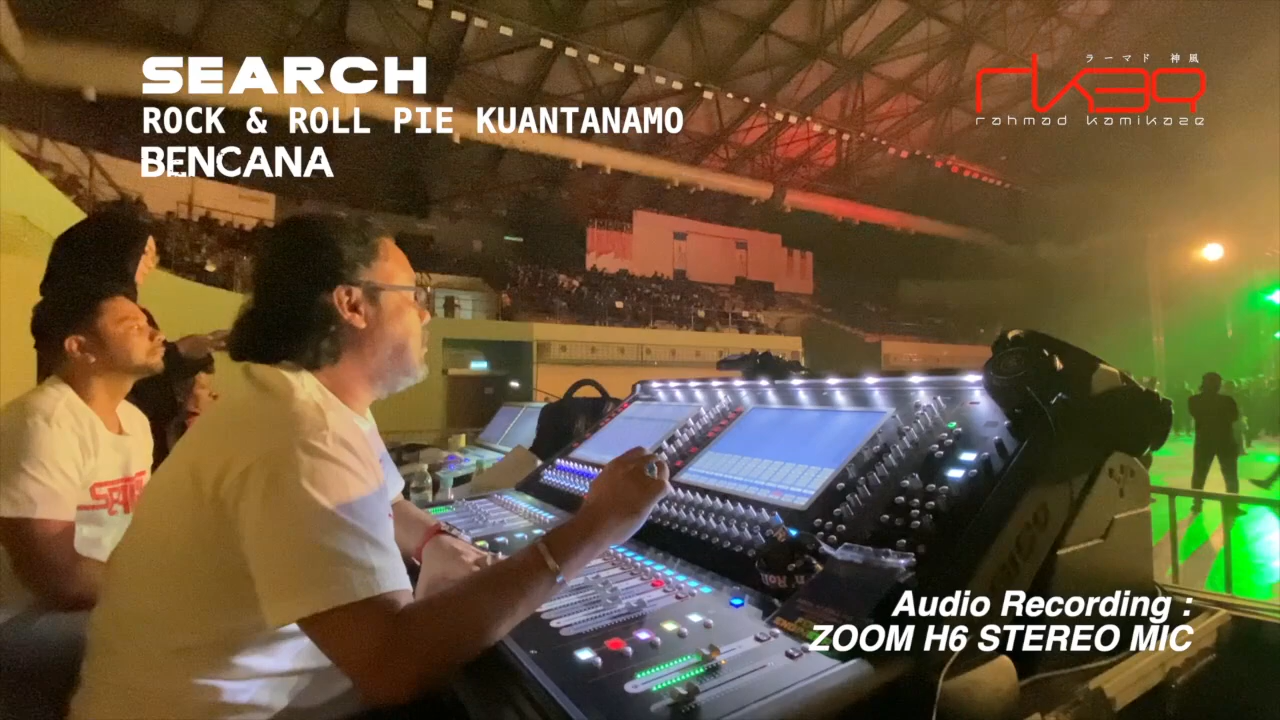 SEARCH
ROCK & ROLL PIE KUANTANAMO
BENCANA
ラーマド 神風
rkaq
rahmad kamikaze
Audio Recording :
ZOOM H6 STEREO MIC